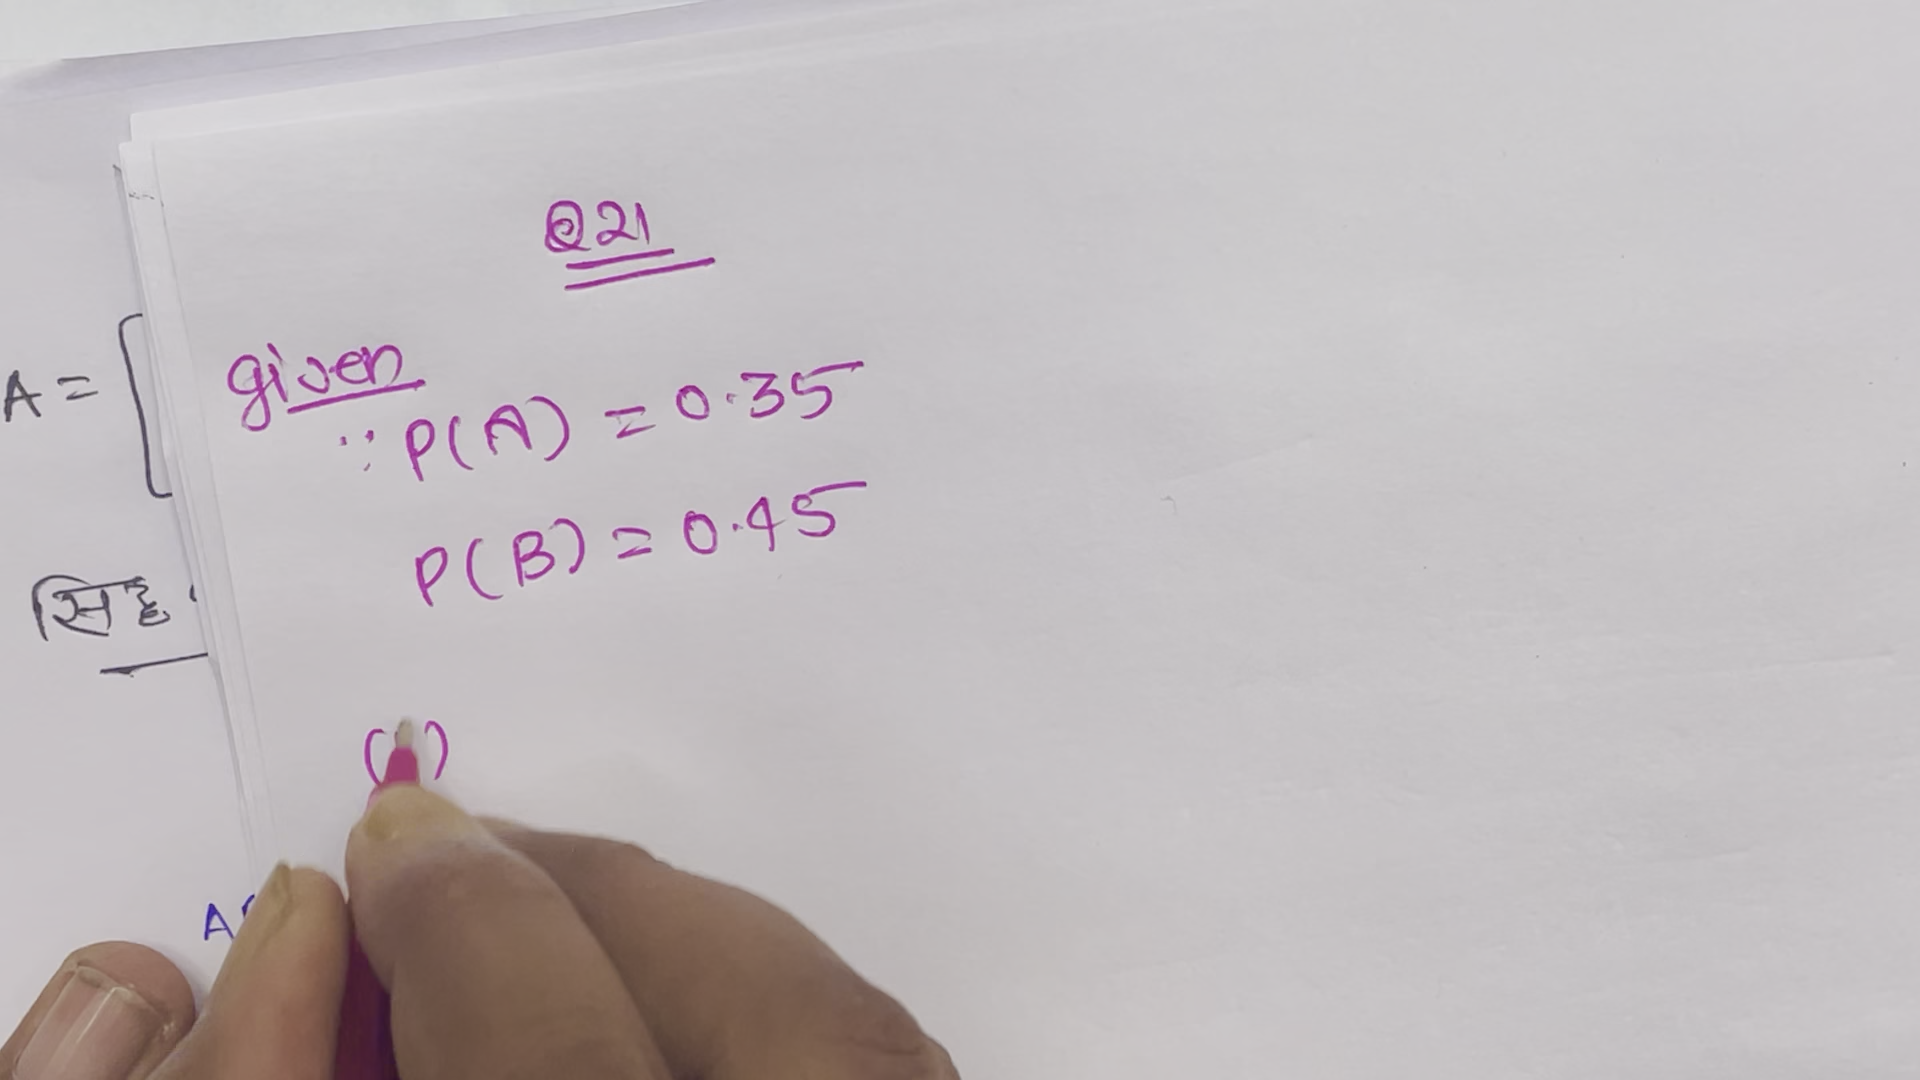 Q21
given
∵ P(A) = 0.35
P(B) = 0.45
( )
A = [
सिद्ध
A